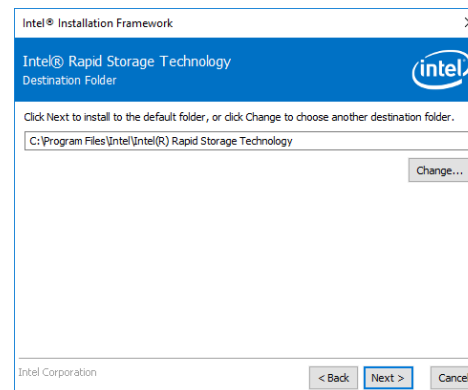 Intel® Installation Framework
Intel® Rapid Storage Technology
Destination Folder
intel
Click Next to install to the default folder, or click Change to choose another destination folder.
C:\Program Files\Intel\Intel(R) Rapid Storage Technology
Change...
Intel Corporation
< Back
Next >
Cancel